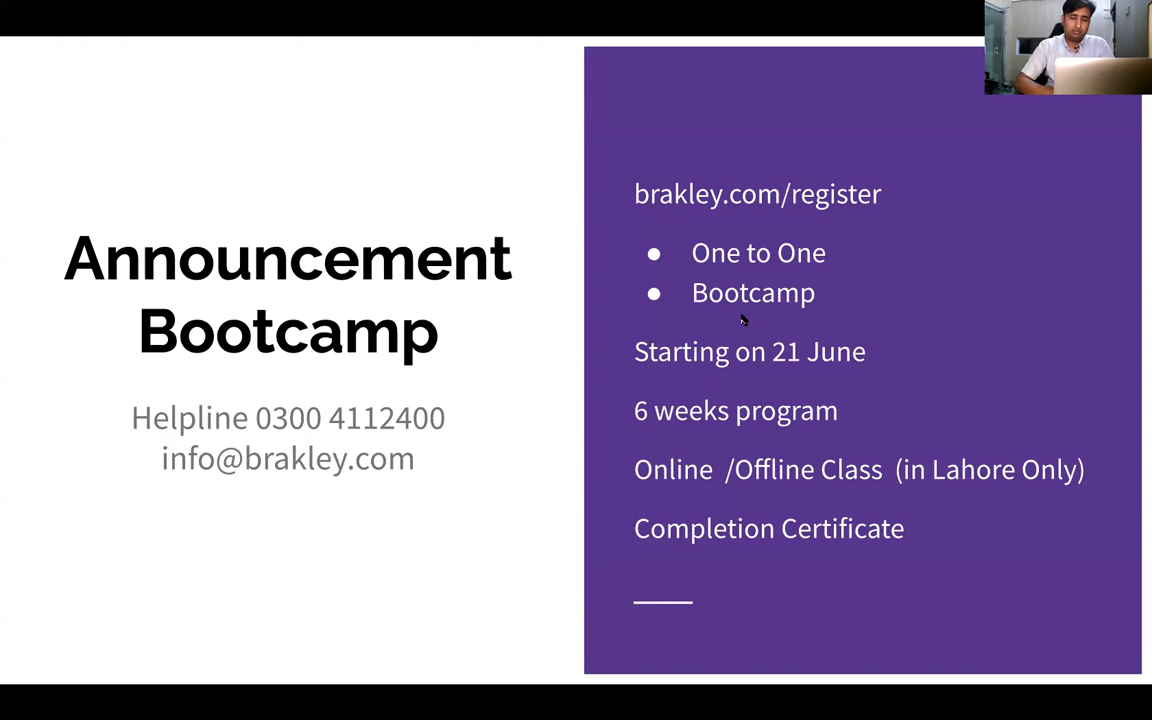 Announcement
Bootcamp
Helpline 0300 4112400
info@brakley.com
brakley.com/register
● One to One
● Bootcamp
Starting on 21 June
6 weeks program
Online /Offline Class (in Lahore Only)
Completion Certificate